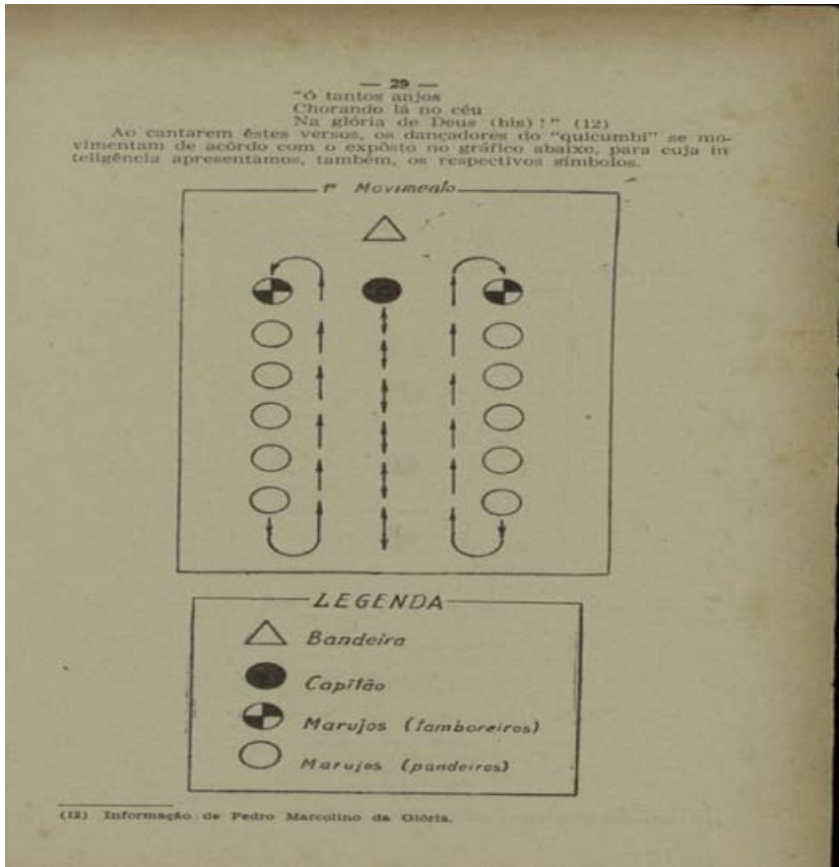 — 29 —
"Ó tantos anjos
Chorando lá no céu
Na glória de Deus (bis)!" (12)
Ao cantarem êstes versos, os dançadores do "quicumbi" se mo-
vimentam de acôrdo com o expôsto no gráfico abaixo, para cuja in
teligência apresentamos, também, os respectivos símbolos.
1º Movimento
LEGENDA
Bandeira
Capitão
Marujos (tamboreiros)
Marujos (pandeiros)
(12) Informação de Pedro Marcolino da Glória.